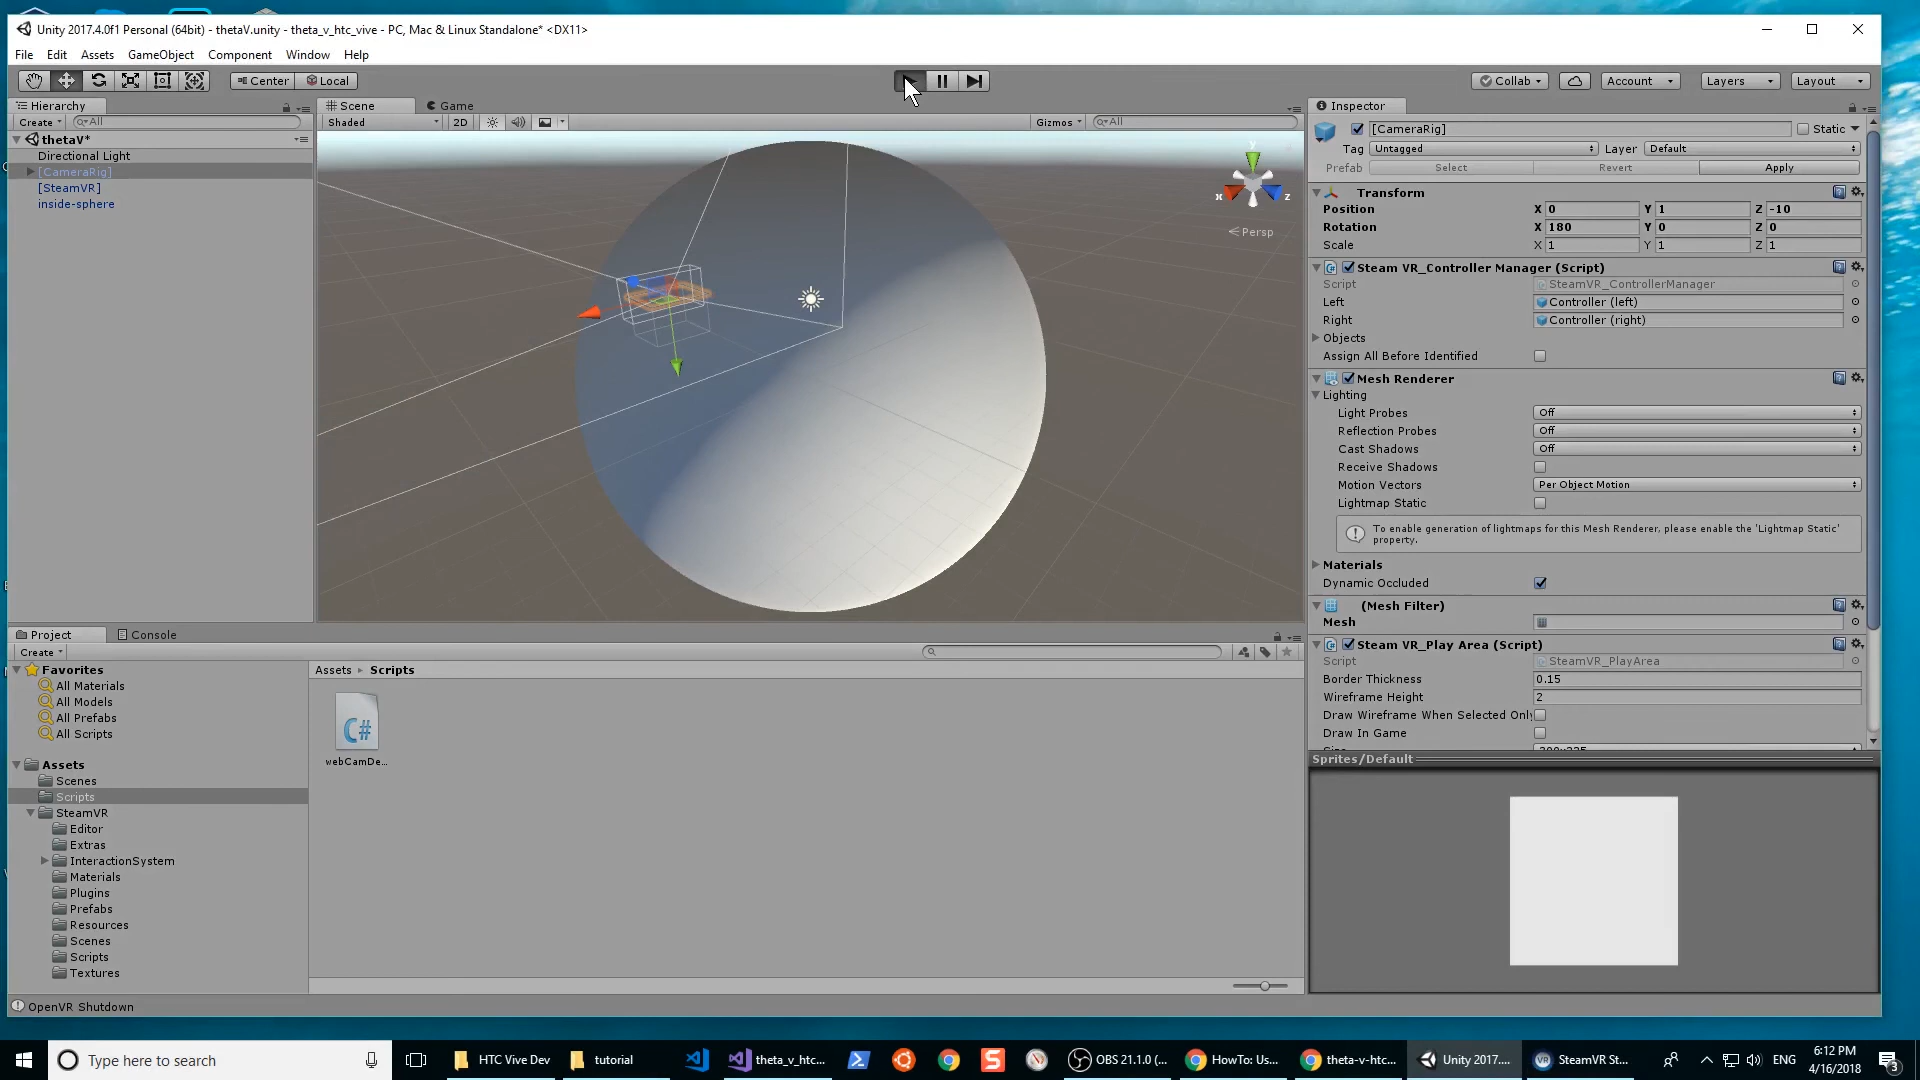 Unity 2017.4.0f1 Personal (64bit) - thetaV.unity - theta_v_htc_vive - PC, Mac & Linux Standalone* <DX11>
File Edit Assets GameObject Component Window Help
Center Local Collab Account Layers Layout
Hierarchy
Create All
thetaV*
Directional Light
[CameraRig]
[SteamVR]
inside-sphere
Scene Game
Shaded 2D Gizmos All
y
x z
Persp
Inspector
[CameraRig] Static
Tag Untagged Layer Default
Prefab Select Revert Apply
Transform
Position X 0 Y 1 Z -10
Rotation X 180 Y 0 Z 0
Scale X 1 Y 1 Z 1
Steam VR_Controller Manager (Script)
Script SteamVR_ControllerManager
Left Controller (left)
Right Controller (right)
Objects
Assign All Before Identified
Mesh Renderer
Lighting
Light Probes Off
Reflection Probes Off
Cast Shadows Off
Receive Shadows
Motion Vectors Per Object Motion
Lightmap Static
To enable generation of lightmaps for this Mesh Renderer, please enable the 'Lightmap Static'
property.
Materials
Dynamic Occluded
(Mesh Filter)
Mesh
Steam VR_Play Area (Script)
Script SteamVR_PlayArea
Border Thickness 0.15
Wireframe Height 2
Draw Wireframe When Selected Only
Draw In Game
Sprites/Default
Project Console
Create
Favorites
All Materials
All Models
All Prefabs
All Scripts
Assets
Scenes
Scripts
SteamVR
Editor
Extras
InteractionSystem
Materials
Plugins
Prefabs
Resources
Scenes
Scripts
Textures
Assets Scripts
C#
webCamDe...
OpenVR Shutdown
Type here to search
HTC Vive Dev
tutorial
theta_v_htc...
OBS 21.1.0 (...
HowTo: Us...
theta-v-htc...
Unity 2017....
SteamVR St...
ENG
6:12 PM
4/16/2018
3